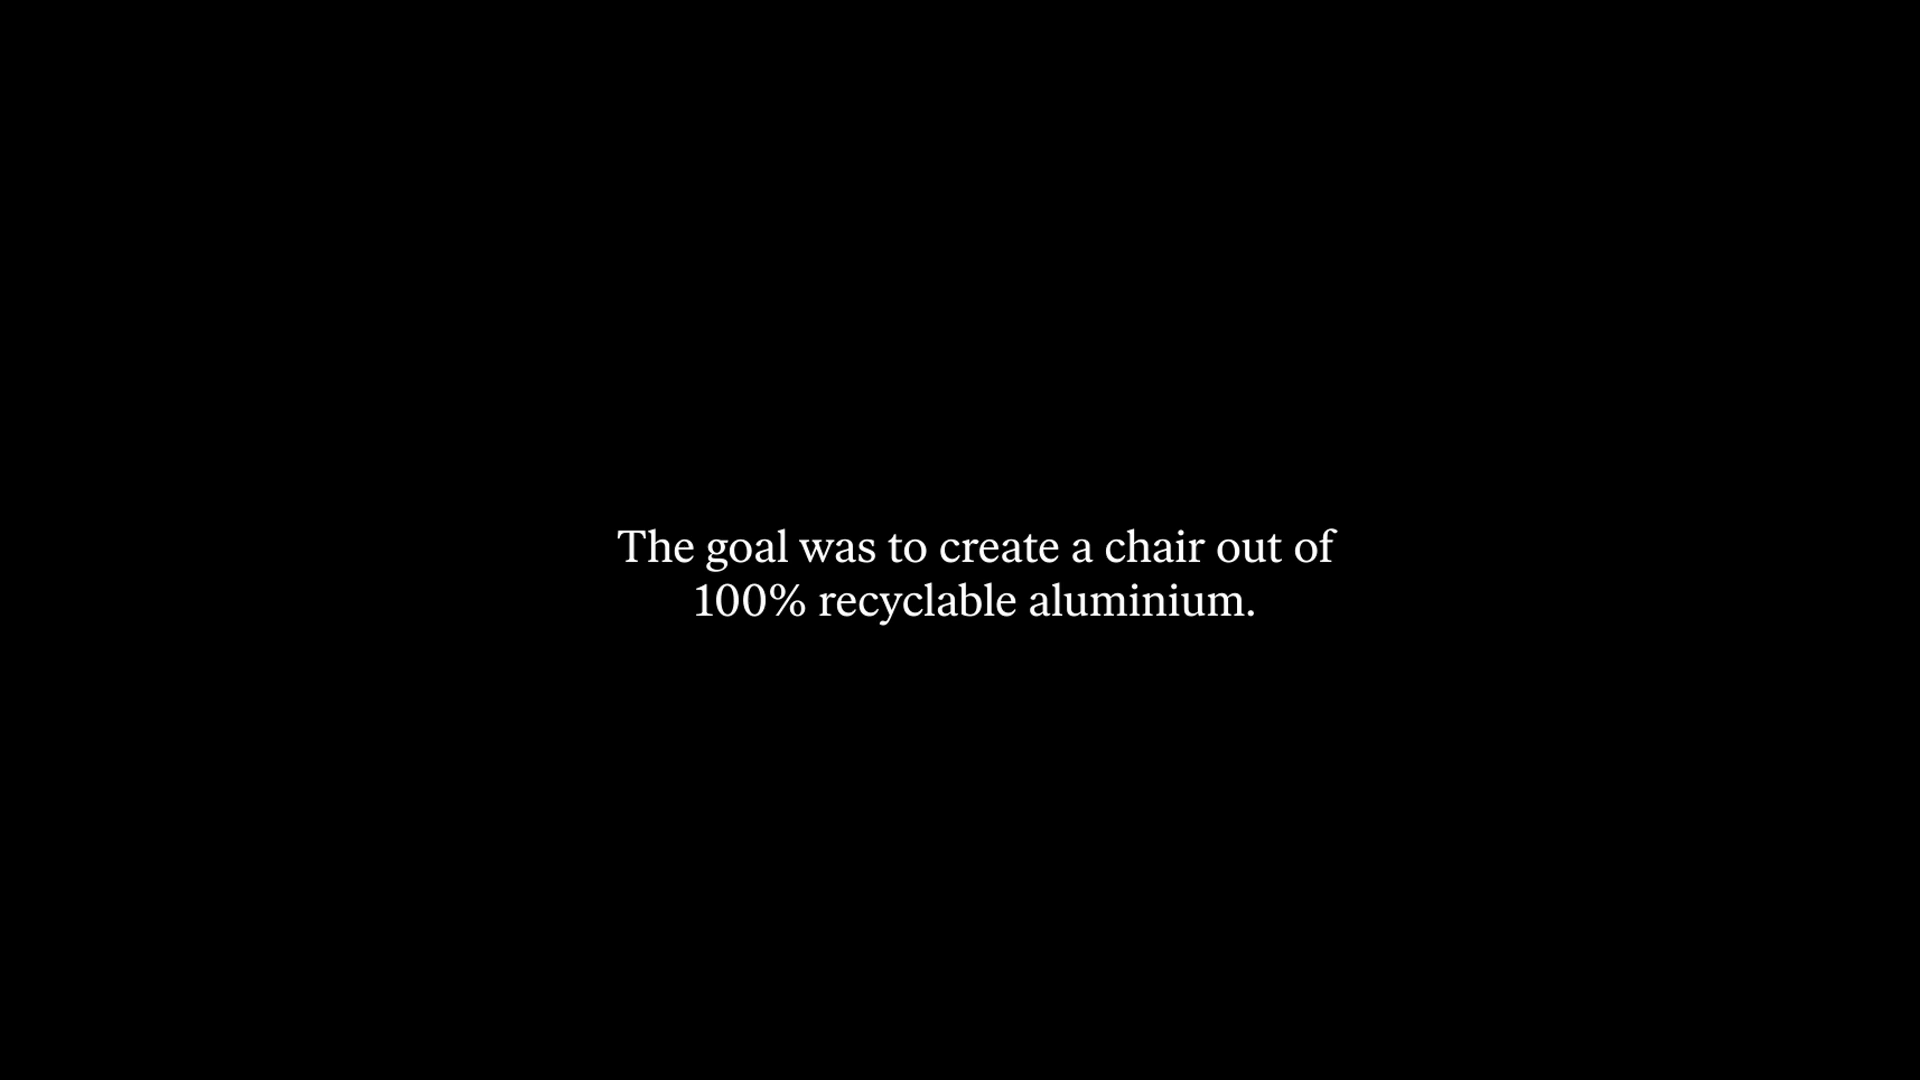 The goal was to create a chair out of
100% recyclable aluminium.